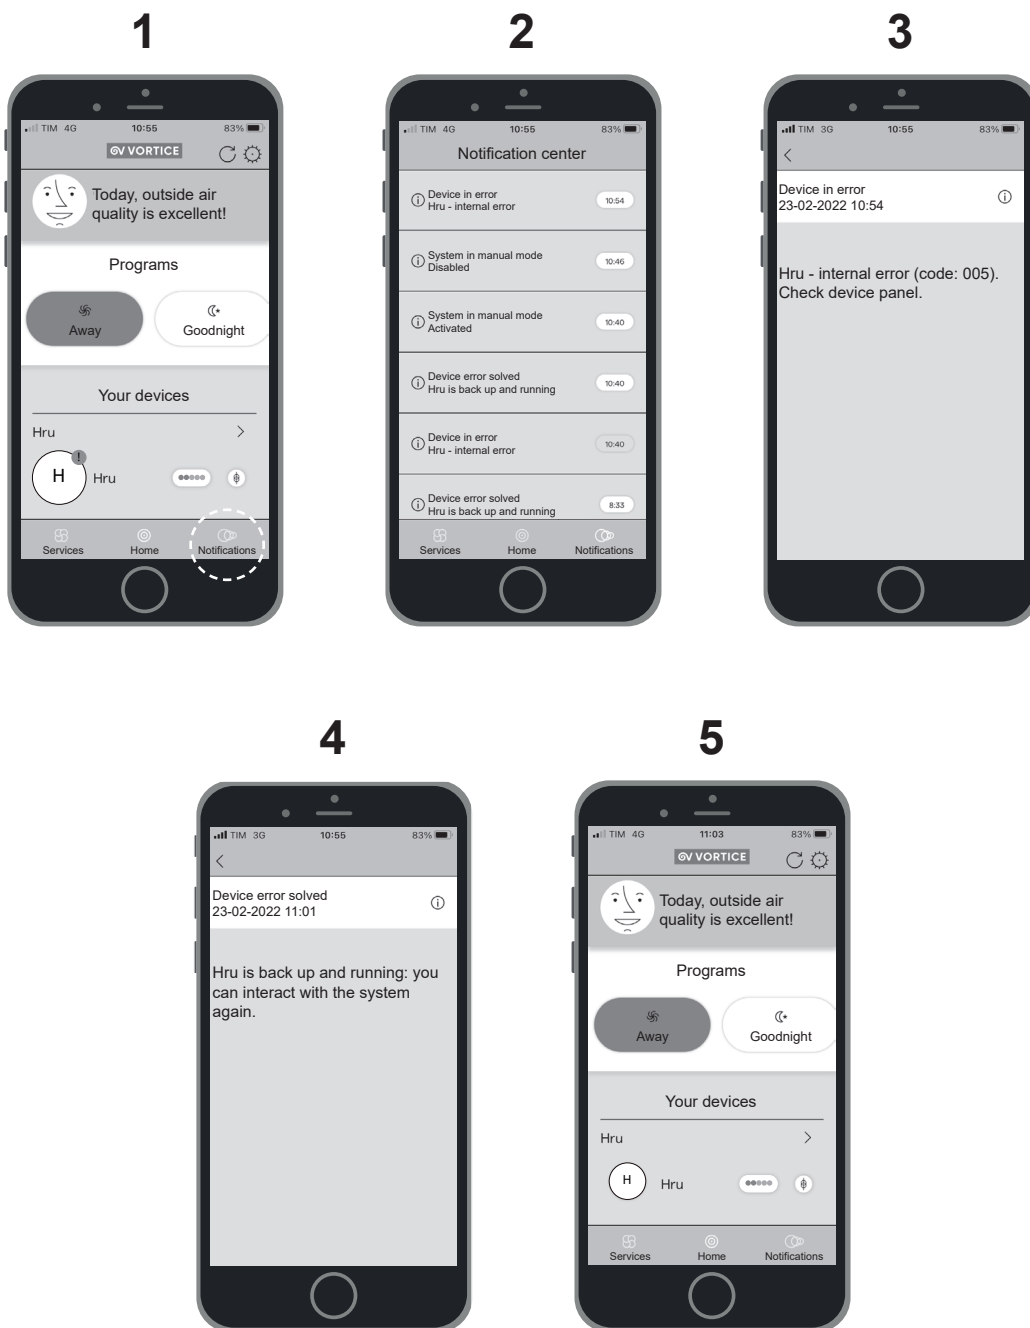 1
TIM 4G 10:55 83%
VORTICE
Today, outside air
quality is excellent!
Programs
Away
Goodnight
Your devices
Hru
H
!
Hru
Services Home Notifications
2
TIM 4G 10:55 83%
Notification center
Device in error
Hru - internal error
10:54
System in manual mode
Disabled
10:46
System in manual mode
Activated
10:40
Device error solved
Hru is back up and running
10:40
Device in error
Hru - internal error
10:40
Device error solved
Hru is back up and running
8:33
Services Home Notifications
3
TIM 3G 10:55 83%
Device in error
23-02-2022 10:54
Hru - internal error (code: 005).
Check device panel.
4
TIM 3G 10:55 83%
Device error solved
23-02-2022 11:01
Hru is back up and running: you
can interact with the system
again.
5
TIM 4G 11:03 83%
VORTICE
Today, outside air
quality is excellent!
Programs
Away
Goodnight
Your devices
Hru
H
Hru
Services Home Notifications